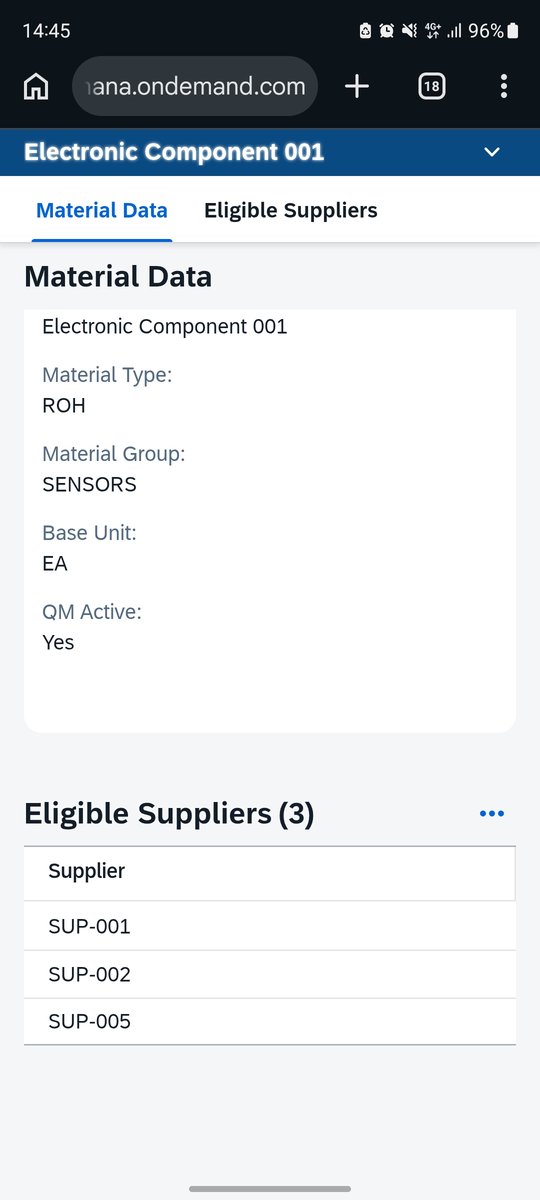 14:45
4G+
96%
ana.ondemand.com
18
Electronic Component 001
Material Data
Eligible Suppliers
Material Data
Electronic Component 001
Material Type:
ROH
Material Group:
SENSORS
Base Unit:
EA
QM Active:
Yes
Eligible Suppliers (3)
Supplier
SUP-001
SUP-002
SUP-005